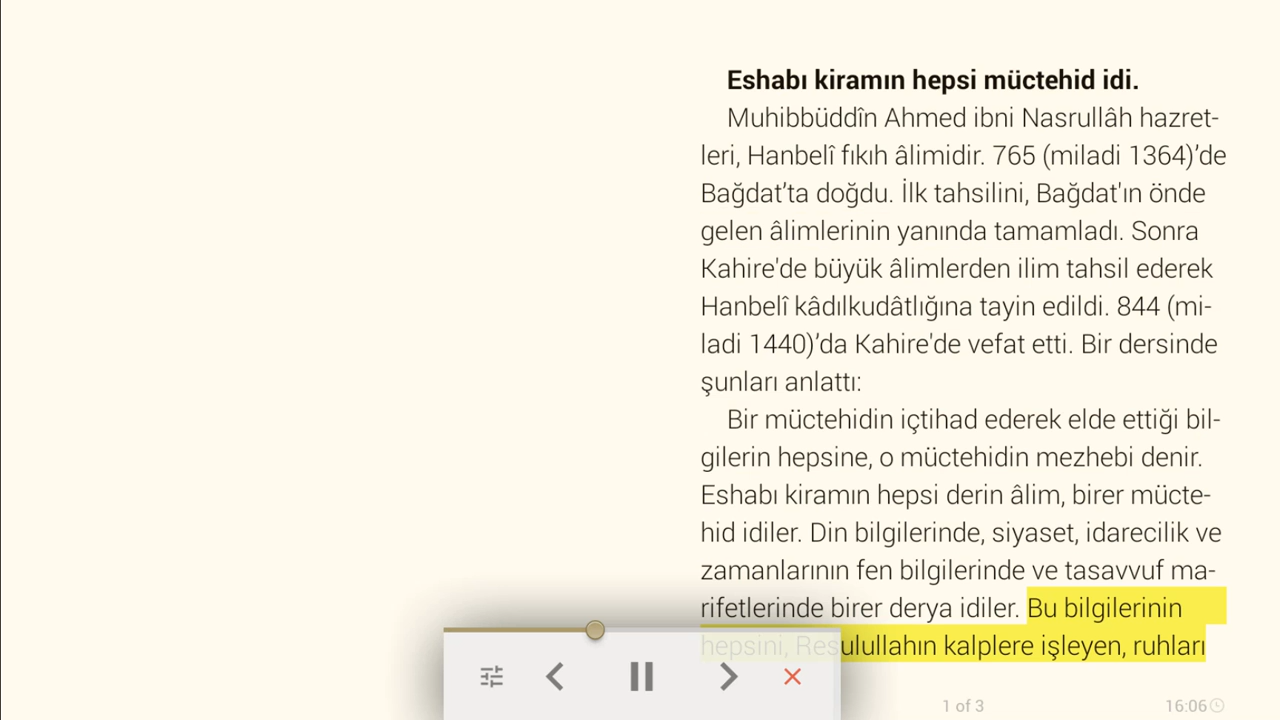 Eshabı kiramın hepsi müctehid idi.
Muhibbüddîn Ahmed ibni Nasrullâh hazret-
leri, Hanbelî fıkıh âlimidir. 765 (miladi 1364)’de
Bağdat’ta doğdu. İlk tahsilini, Bağdat'ın önde
gelen âlimlerinin yanında tamamladı. Sonra
Kahire'de büyük âlimlerden ilim tahsil ederek
Hanbelî kâdılkudâtlığına tayin edildi. 844 (mi-
ladi 1440)’da Kahire'de vefat etti. Bir dersinde
şunları anlattı:
Bir müctehidin içtihad ederek elde ettiği bil-
gilerin hepsine, o müctehidin mezhebi denir.
Eshabı kiramın hepsi derin âlim, birer mücte-
hid idiler. Din bilgilerinde, siyaset, idarecilik ve
zamanlarının fen bilgilerinde ve tasavvuf ma-
rifetlerinde birer derya idiler. Bu bilgilerinin
hepsini, Resulullahın kalplere işleyen, ruhları
1 of 3
16:06